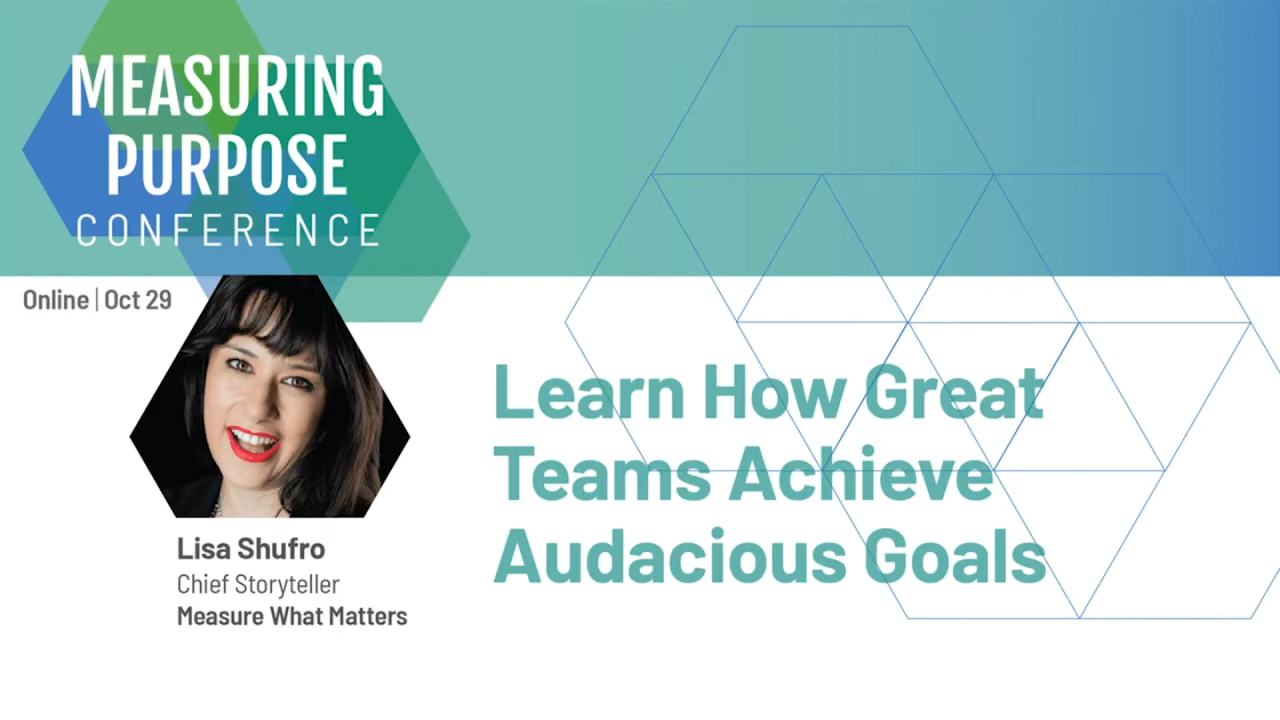 MEASURING
PURPOSE
CONFERENCE
Online | Oct 29
Lisa Shufro
Chief Storyteller
Measure What Matters
Learn How Great
Teams Achieve
Audacious Goals